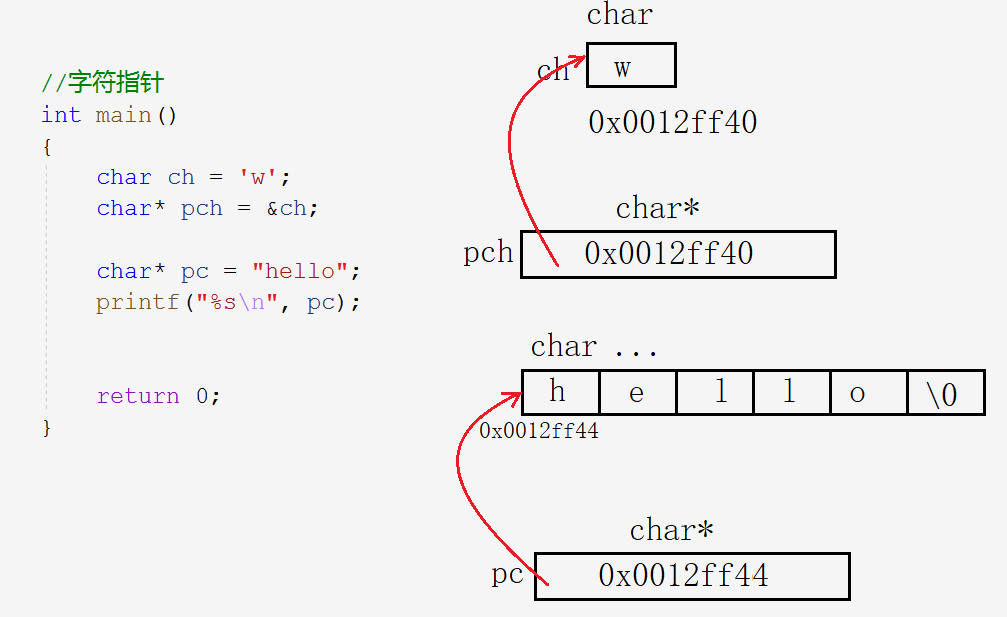 //字符指针
int main()
{
char ch = 'w';
char* pch = &ch;
char* pc = "hello";
printf("%s\n", pc);
return 0;
}
char
ch w
0x0012ff40
char*
pch 0x0012ff40
char ...
h e l l o \0
0x0012ff44
char*
pc 0x0012ff44